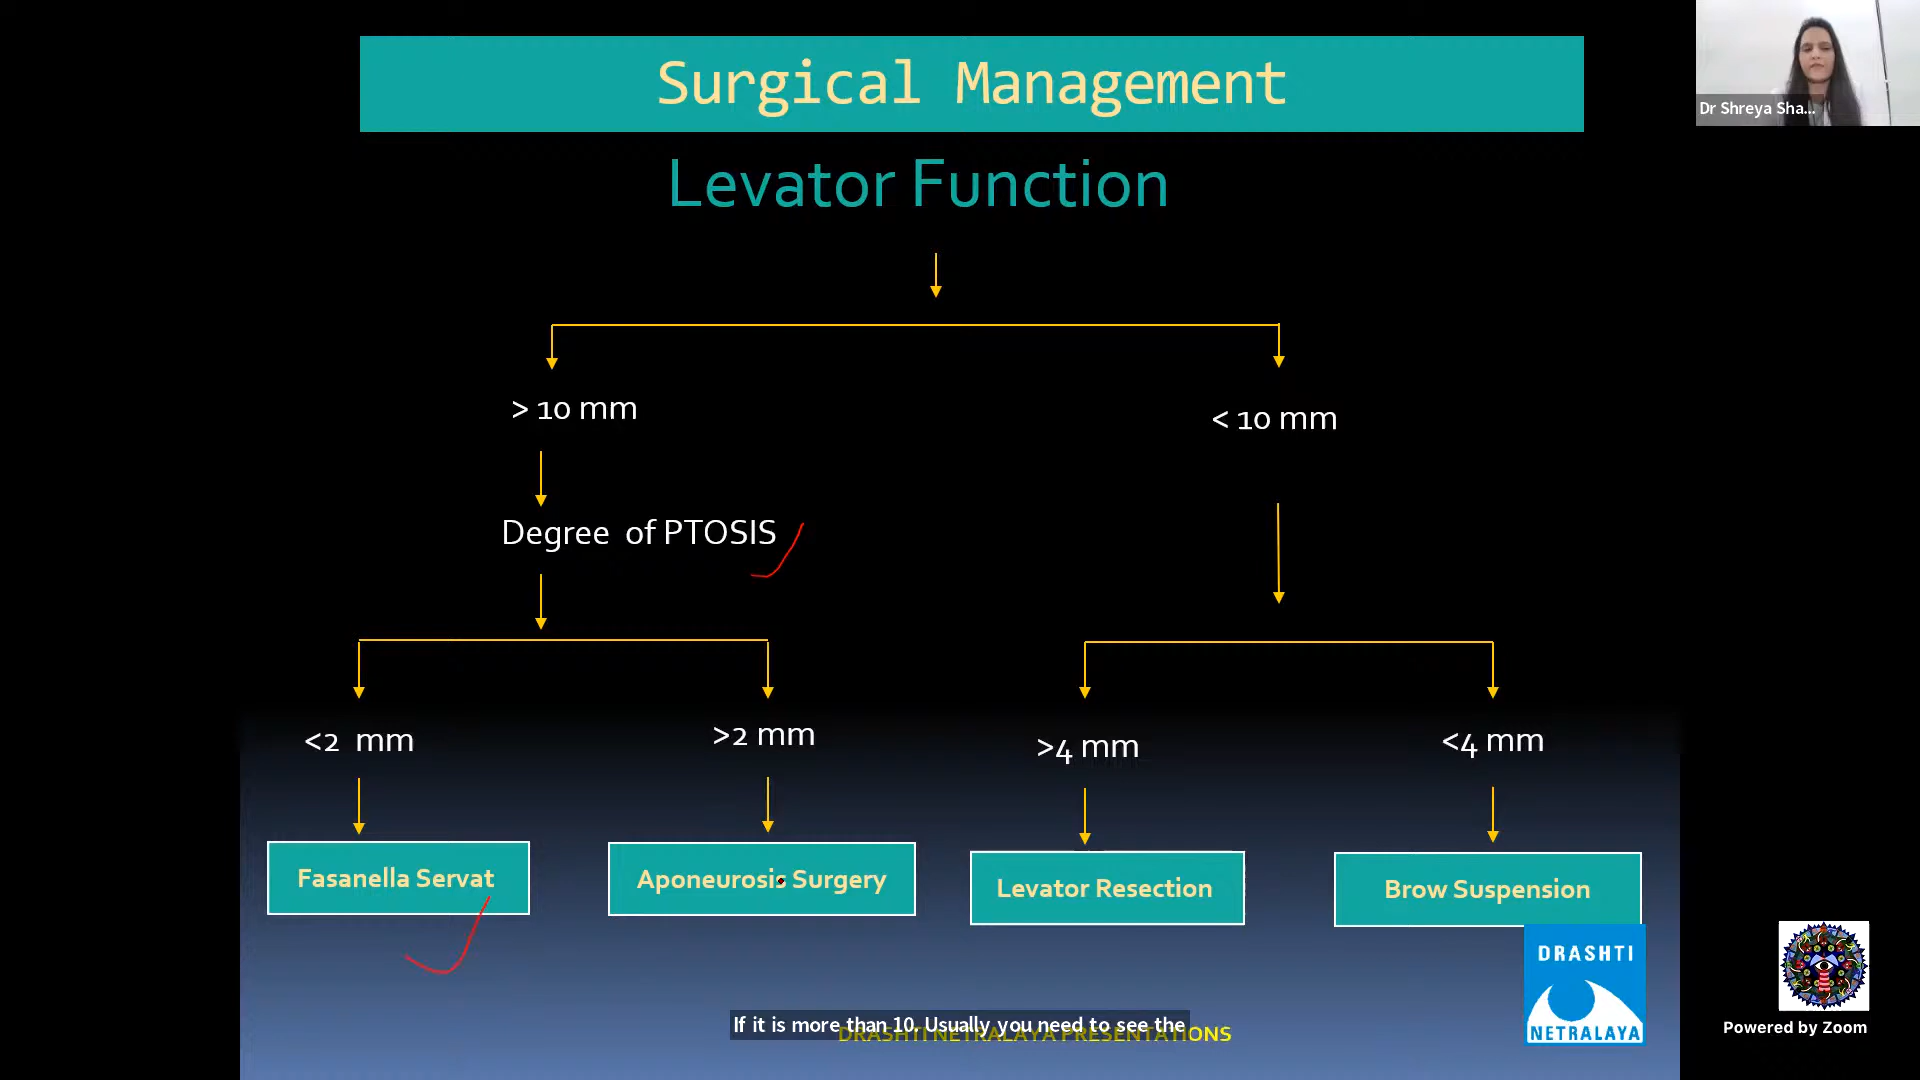 Surgical Management
Dr Shreya Sha...
Levator Function
> 10 mm
< 10 mm
Degree of PTOSIS
<2 mm
>2 mm
>4 mm
<4 mm
Fasanella Servat
Aponeurosis Surgery
Levator Resection
Brow Suspension
DRASHTI
NETRALAYA
If it is more than 10. Usually you need to see the
DRASHTI NETRALAYA PRESENTATIONS
Powered by Zoom